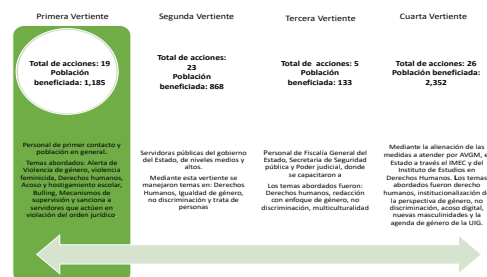 Primera Vertiente
Segunda Vertiente
Tercera Vertiente
Cuarta Vertiente
Total de acciones: 19
Población
beneficiada: 1,185
Total de acciones:
23
Población
beneficiada: 868
Total de acciones: 5
Población
beneficiada: 133
Total de acciones: 26
Población beneficiada:
2,352
Personal de primer contacto y
población en general.
Temas abordados: Alerta de
Violencia de género, violencia
feminicida, Derechos humanos,
Acoso y hostigamiento escolar,
Bulling, Mecanismos de
supervisión y sanciona a
servidores que actúen en
violación del orden jurídico
Servidoras públicas del gobierno
del Estado, de niveles medios y
altos.
Mediante esta vertiente se
manejaron temas en: Derechos
Humanos, Igualdad de género,
no discriminación y trata de
personas
Personal de Fiscalía General del
Estado, Secretaria de Seguridad
pública y Poder judicial, donde
se capacitaron a
Los temas abordados fueron:
Derechos humanos, redacción
con enfoque de género, no
discriminación, multiculturalidad
Mediante la alienación de las
medidas a atender por AVGM, e
Estado a través el IMEC y del
Instituto de Estudios en
Derechos Humanos. Los temas
abordados fueron derecho
humanos, institucionalización d
la perspectiva de género, no
discriminación, acoso digital,
nuevas masculinidades y la
agenda de género de la UIG.